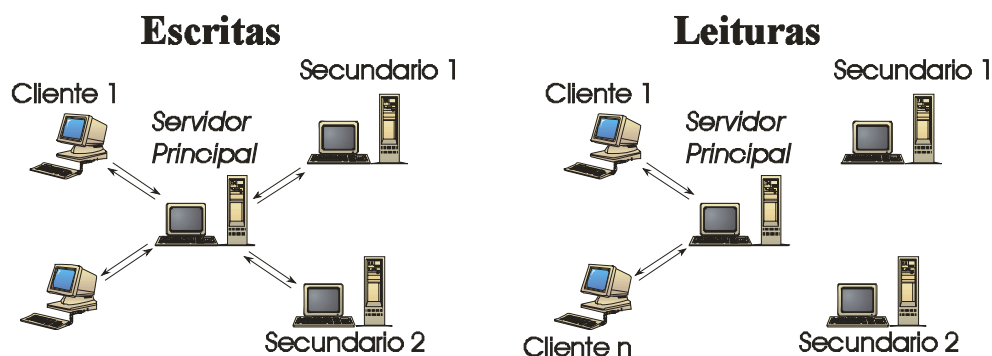 Escritas
Secundario 1
Cliente 1
Servidor
Principal
Secundario 2
Leituras
Secundario 1
Cliente 1
Servidor
Principal
Cliente n
Secundario 2